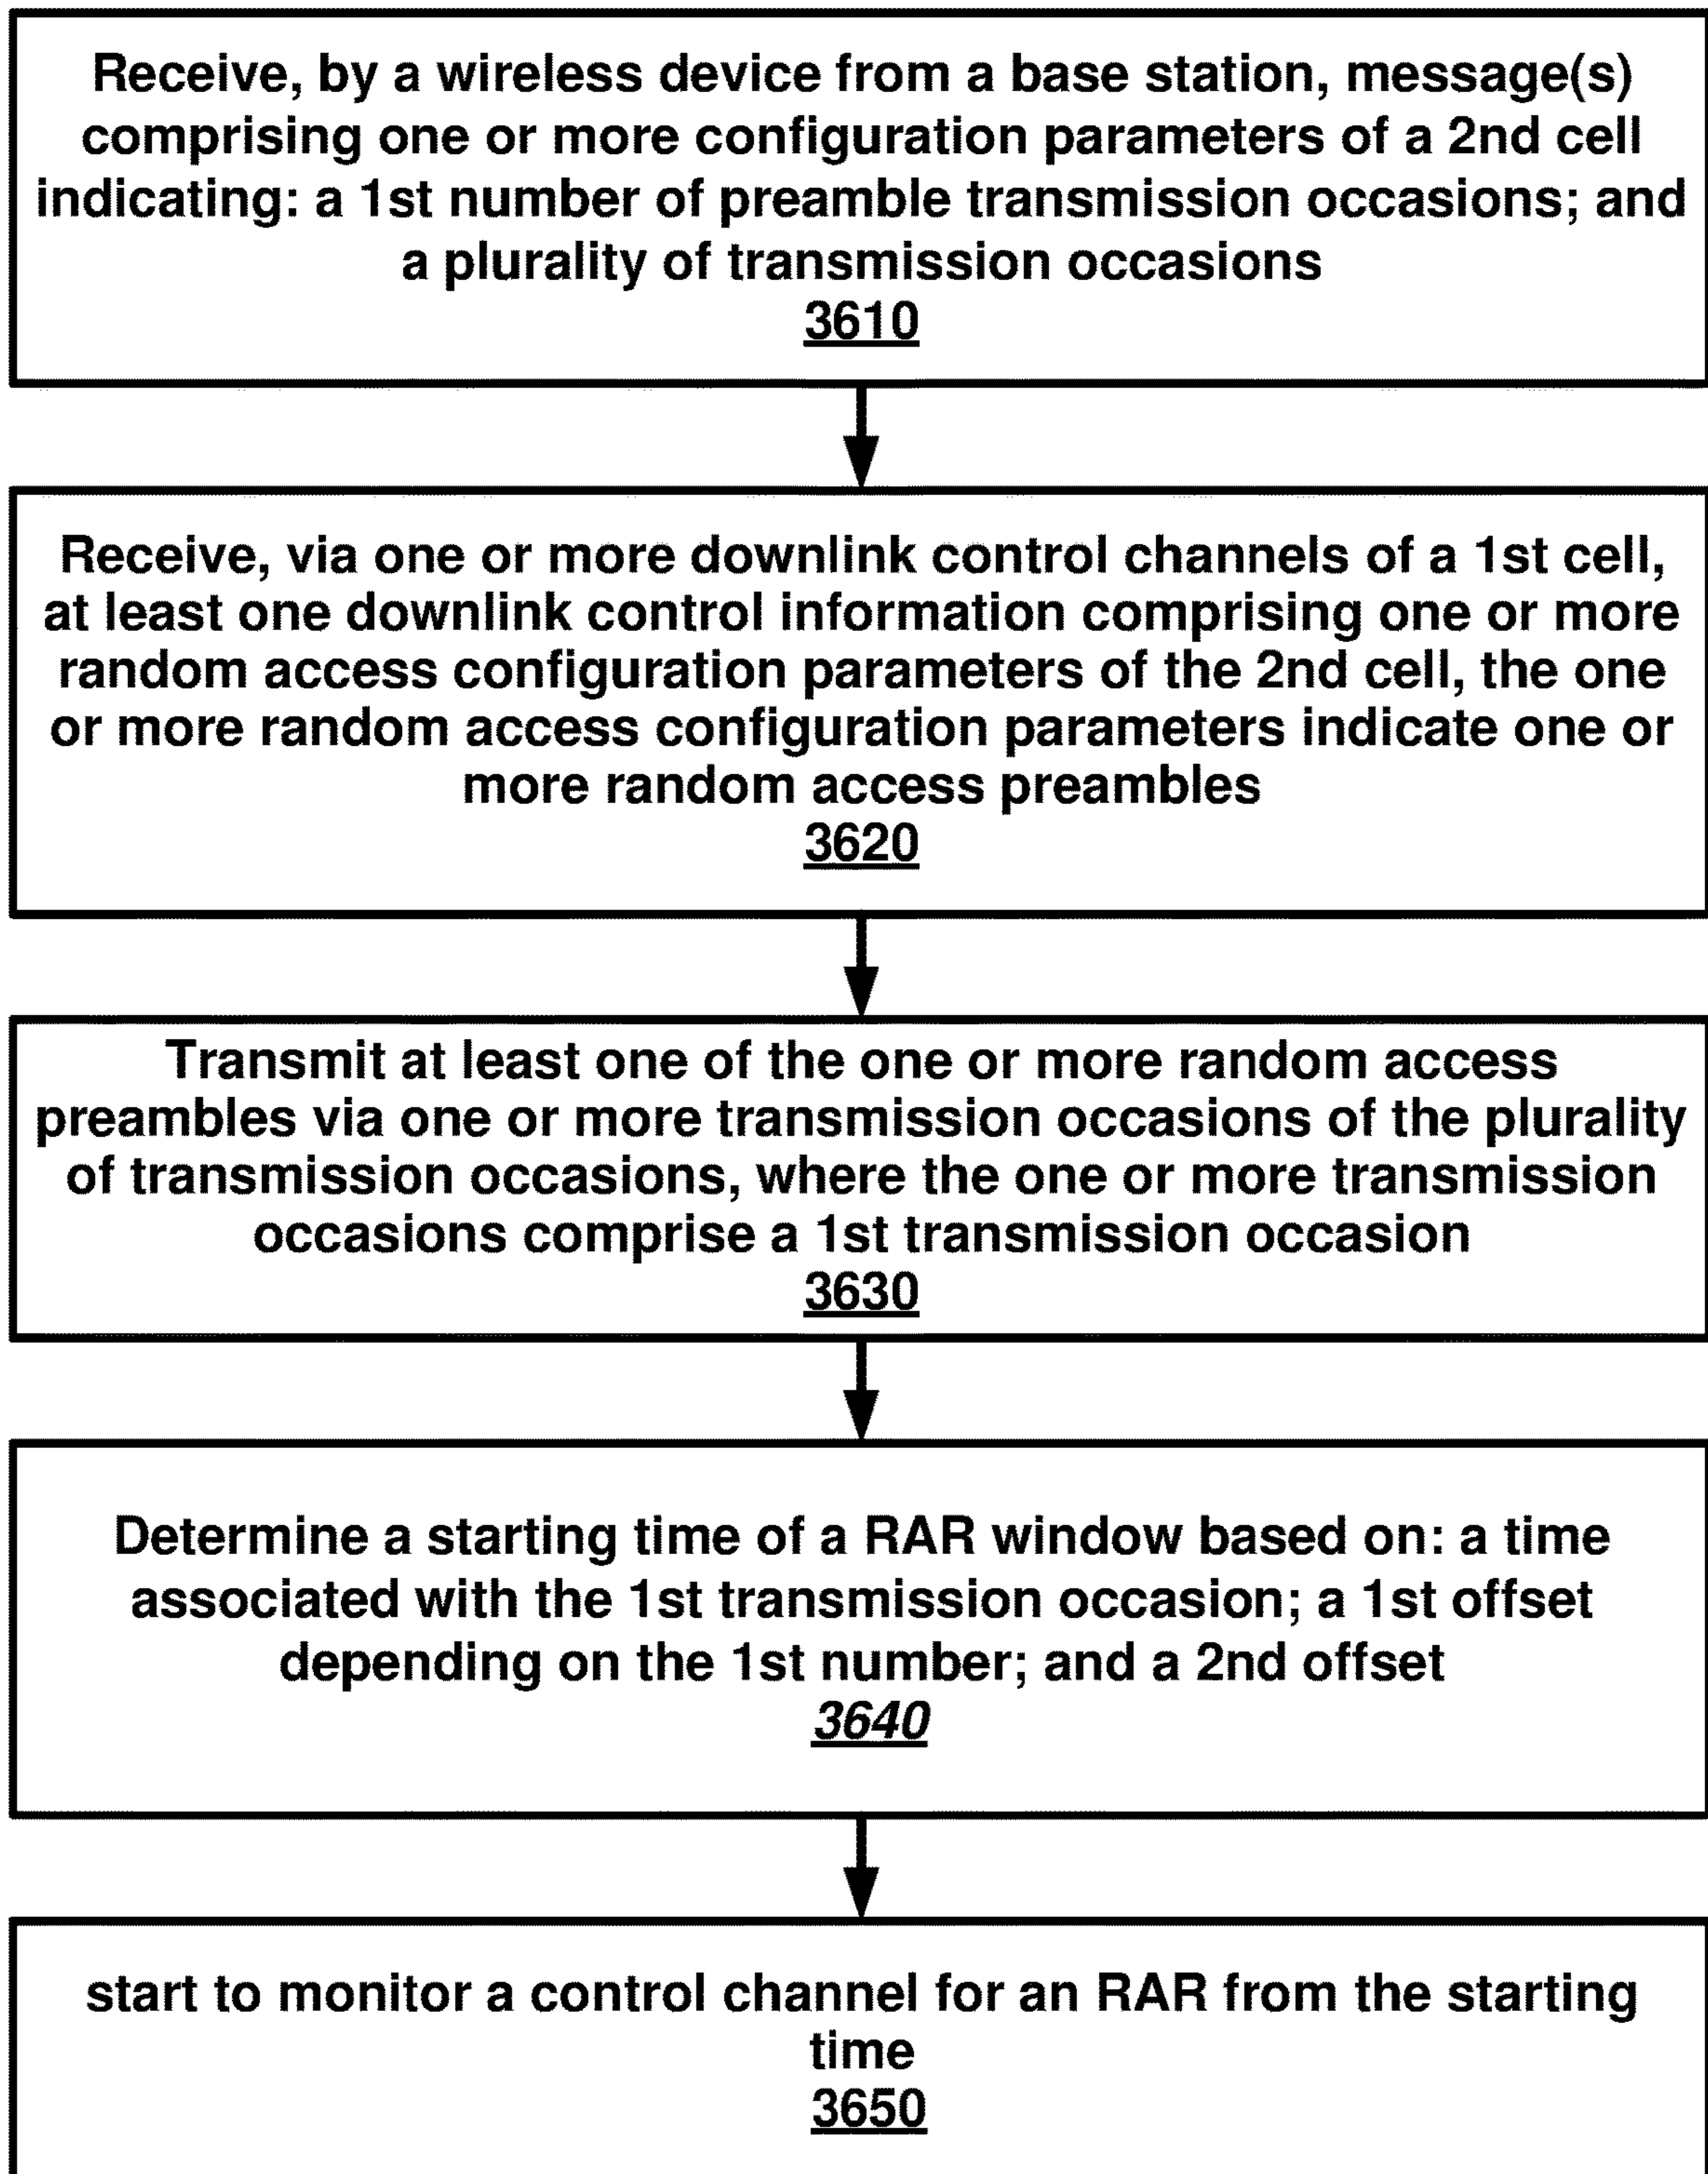 Receive, by a wireless device from a base station, message(s)
comprising one or more configuration parameters of a 2nd cell
indicating: a 1st number of preamble transmission occasions; and
a plurality of transmission occasions
3610
Receive, via one or more downlink control channels of a 1st cell,
at least one downlink control information comprising one or more
random access configuration parameters of the 2nd cell, the one
or more random access configuration parameters indicate one or
more random access preambles
3620
Transmit at least one of the one or more random access
preambles via one or more transmission occasions of the plurality
of transmission occasions, where the one or more transmission
occasions comprise a 1st transmission occasion
3630
Determine a starting time of a RAR window based on: a time
associated with the 1st transmission occasion; a 1st offset
depending on the 1st number; and a 2nd offset
3640
start to monitor a control channel for an RAR from the starting
time
3650